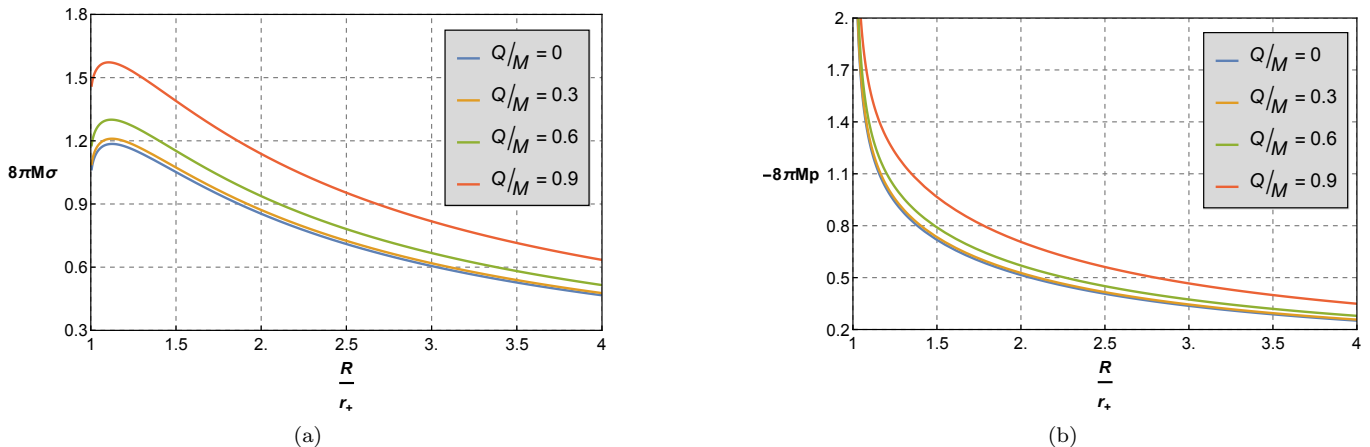 1.8
1.5
1.2
0.9
0.6
0.3
8πMσ
1 1.5 2. 2.5 3. 3.5 4
R
r+
Q/M = 0
Q/M = 0.3
Q/M = 0.6
Q/M = 0.9
(a)
2.
1.7
1.4
1.1
0.8
0.5
0.2
-8πMp
1 1.5 2. 2.5 3. 3.5 4
R
r+
Q/M = 0
Q/M = 0.3
Q/M = 0.6
Q/M = 0.9
(b)